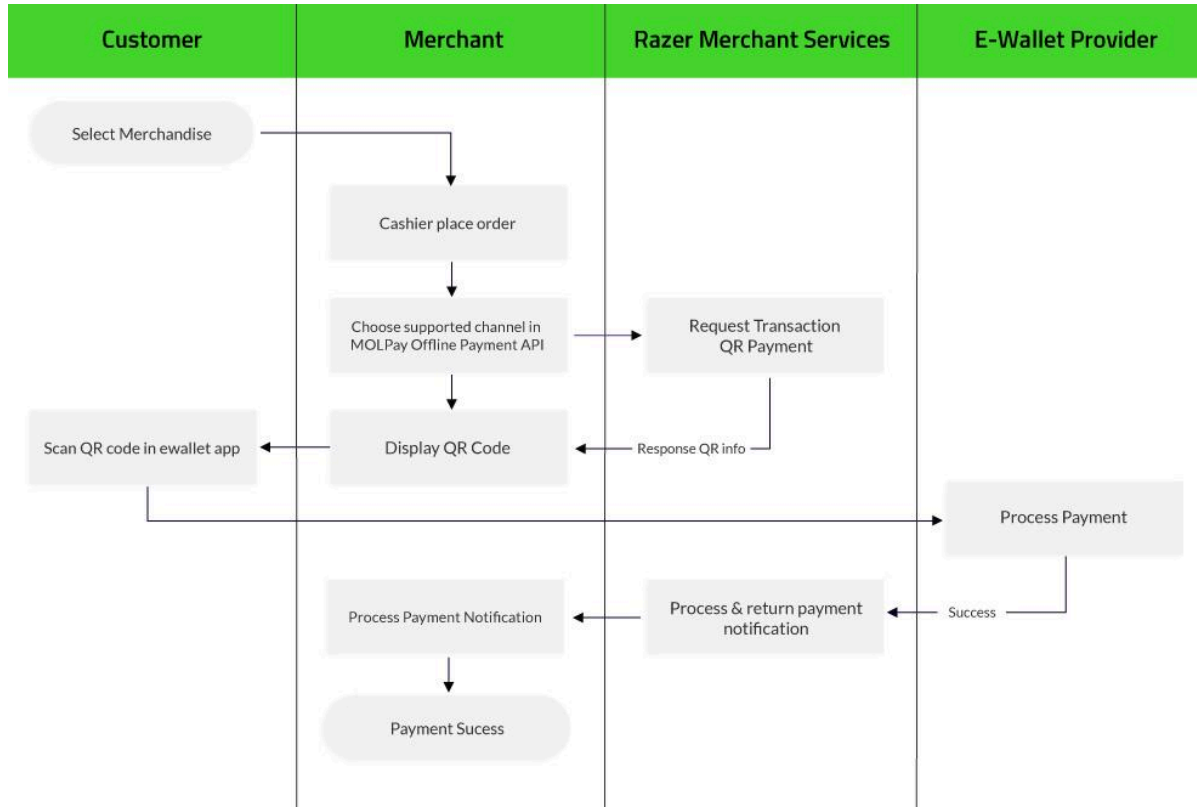 Customer
Merchant
Razer Merchant Services
E-Wallet Provider
Select Merchandise
Cashier place order
Choose supported channel in
MOLPay Offline Payment API
Request Transaction
QR Payment
Scan QR code in ewallet app
Display QR Code
Response QR info
Process Payment
Process Payment Notification
Process & return payment
notification
Success
Payment Sucess